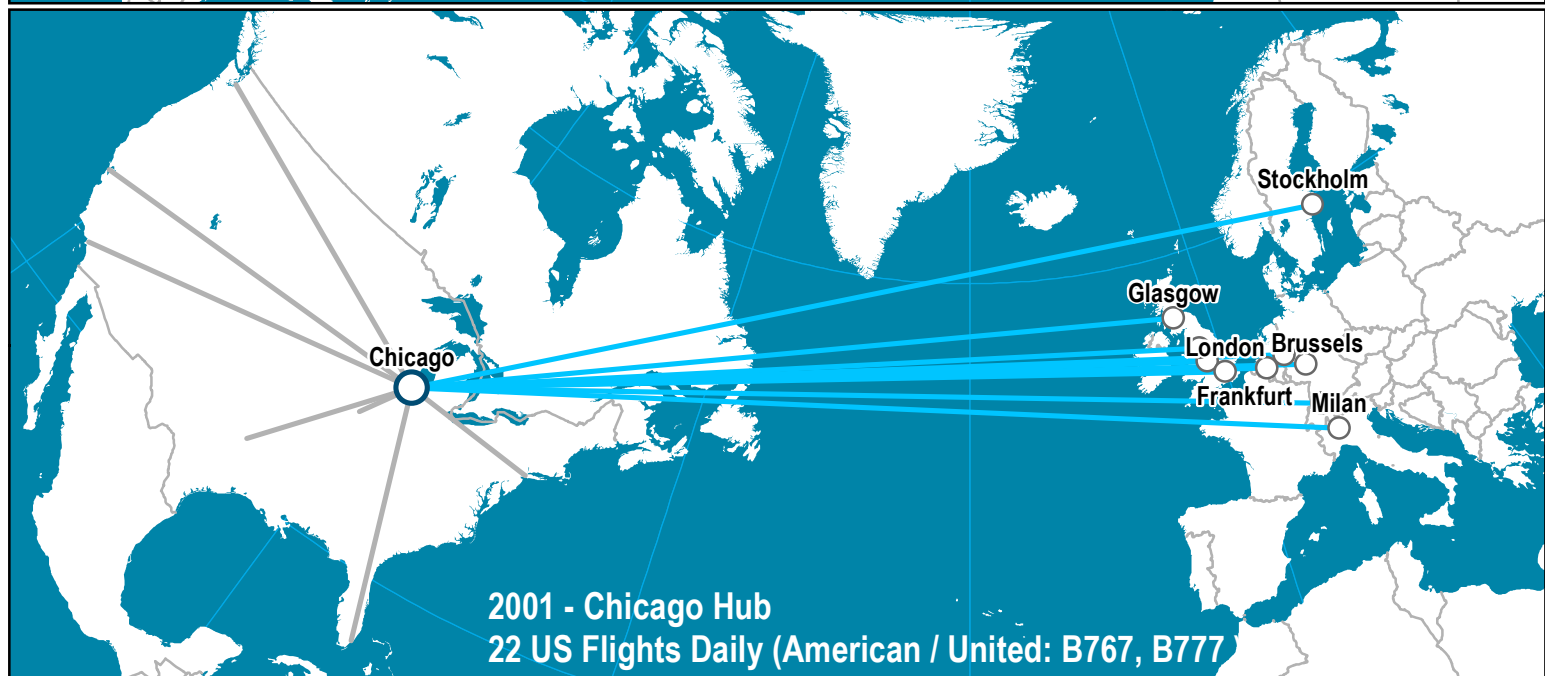 Stockholm
Glasgow
London
Brussels
Chicago
Frankfurt
Milan
2001 - Chicago Hub
22 US Flights Daily (American / United: B767, B777